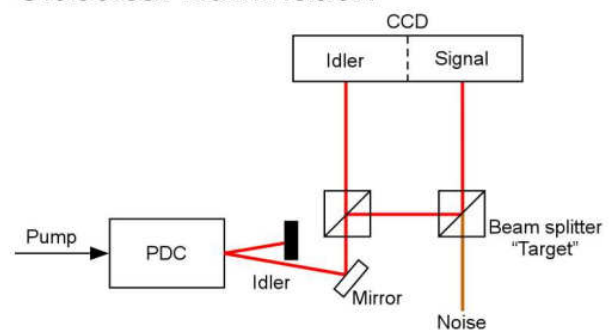 CCD
Idler
Signal
Pump
PDC
Idler
Mirror
Beam splitter
"Target"
Noise